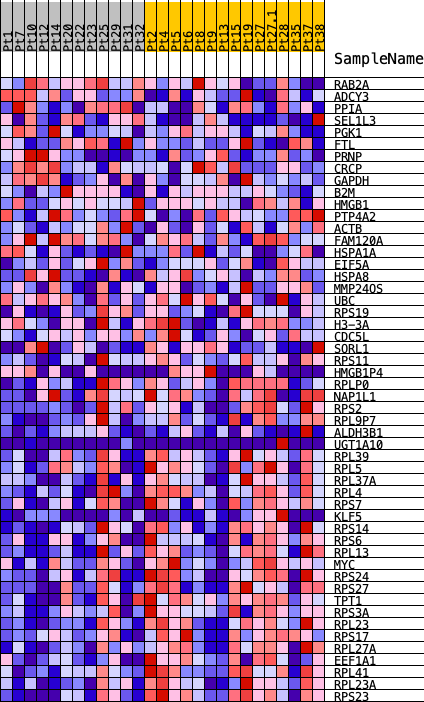 Pt1
Pt7
Pt10
Pt12
Pt14
Pt20
Pt22
Pt23
Pt25
Pt29
Pt31
Pt32
Pt2
Pt4
Pt5
Pt6
Pt8
Pt9
Pt13
Pt15
Pt19
Pt27
Pt27.1
Pt28
Pt35
Pt37
Pt38
SampleName
RAB2A
ADCY3
PPIA
SEL1L3
PGK1
FTL
PRNP
CRCP
GAPDH
B2M
HMGB1
PTP4A2
ACTB
FAM120A
HSPA1A
EIF5A
HSPA8
MMP24OS
UBC
RPS19
H3-3A
CDC5L
SORL1
RPS11
HMGB1P4
RPLP0
NAP1L1
RPS2
RPL9P7
ALDH3B1
UGT1A10
RPL39
RPL5
RPL37A
RPL4
RPS7
KLF5
RPS14
RPS6
RPL13
MYC
RPS24
RPS27
TPT1
RPS3A
RPL23
RPS17
RPL27A
EEF1A1
RPL41
RPL23A
RPS23